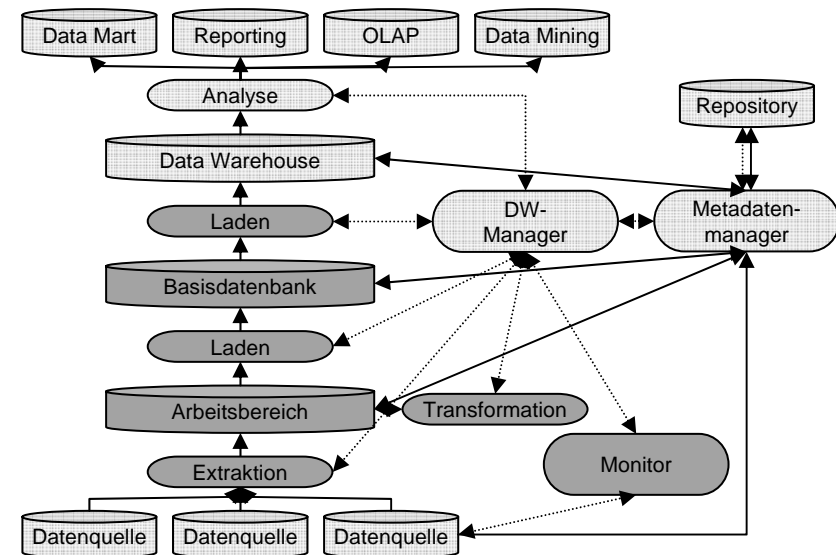 Data Mart
Reporting
OLAP
Data Mining
Analyse
Repository
Data Warehouse
Laden
DW-
Manager
Metadaten-
manager
Basisdatenbank
Laden
Arbeitsbereich
Transformation
Extraktion
Monitor
Datenquelle
Datenquelle
Datenquelle